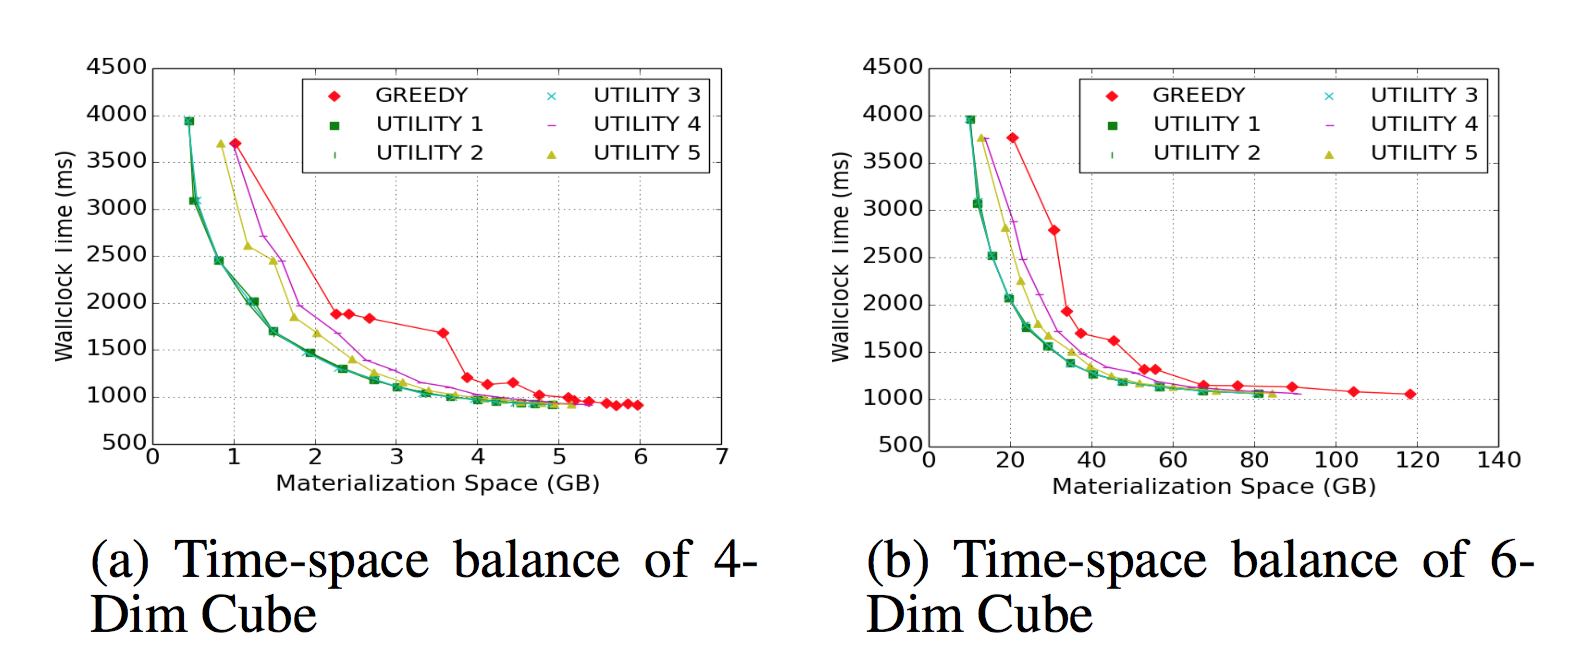 4500
4000
3500
3000
2500
2000
1500
1000
500
0 1 2 3 4 5 6 7
Wallclock Time (ms)
Materialization Space (GB)
GREEDY
UTILITY 1
UTILITY 2
UTILITY 3
UTILITY 4
UTILITY 5
(a) Time-space balance of 4-
Dim Cube
4500
4000
3500
3000
2500
2000
1500
1000
500
0 20 40 60 80 100 120 140
Wallclock Time (ms)
Materialization Space (GB)
GREEDY
UTILITY 1
UTILITY 2
UTILITY 3
UTILITY 4
UTILITY 5
(b) Time-space balance of 6-
Dim Cube